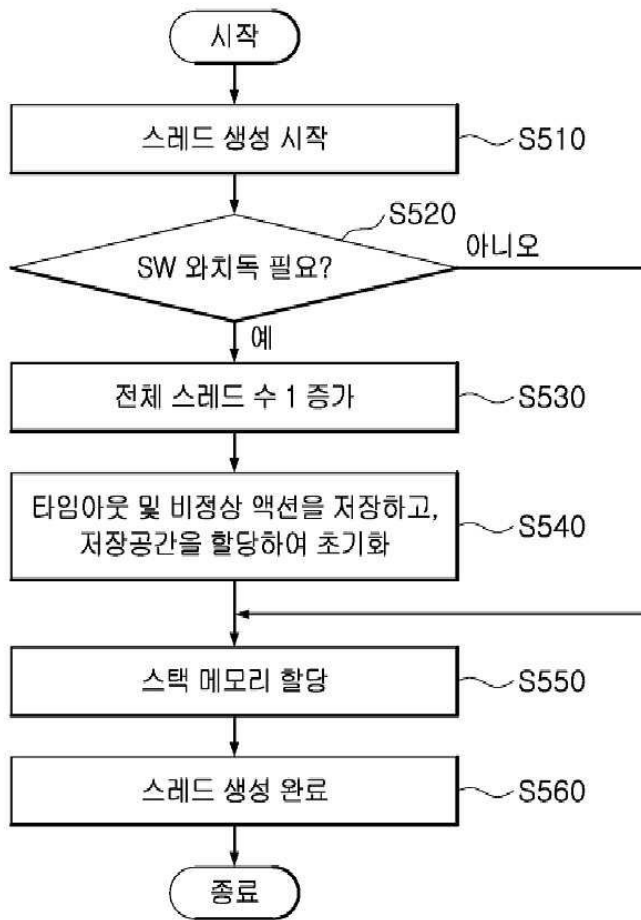 시작
스레드 생성 시작
S510
S520
SW 와치독 필요?
아니오
예
전체 스레드 수 1 증가
S530
타임아웃 및 비정상 액션을 저장하고,
저장공간을 할당하여 초기화
S540
스택 메모리 할당
S550
스레드 생성 완료
S560
종료